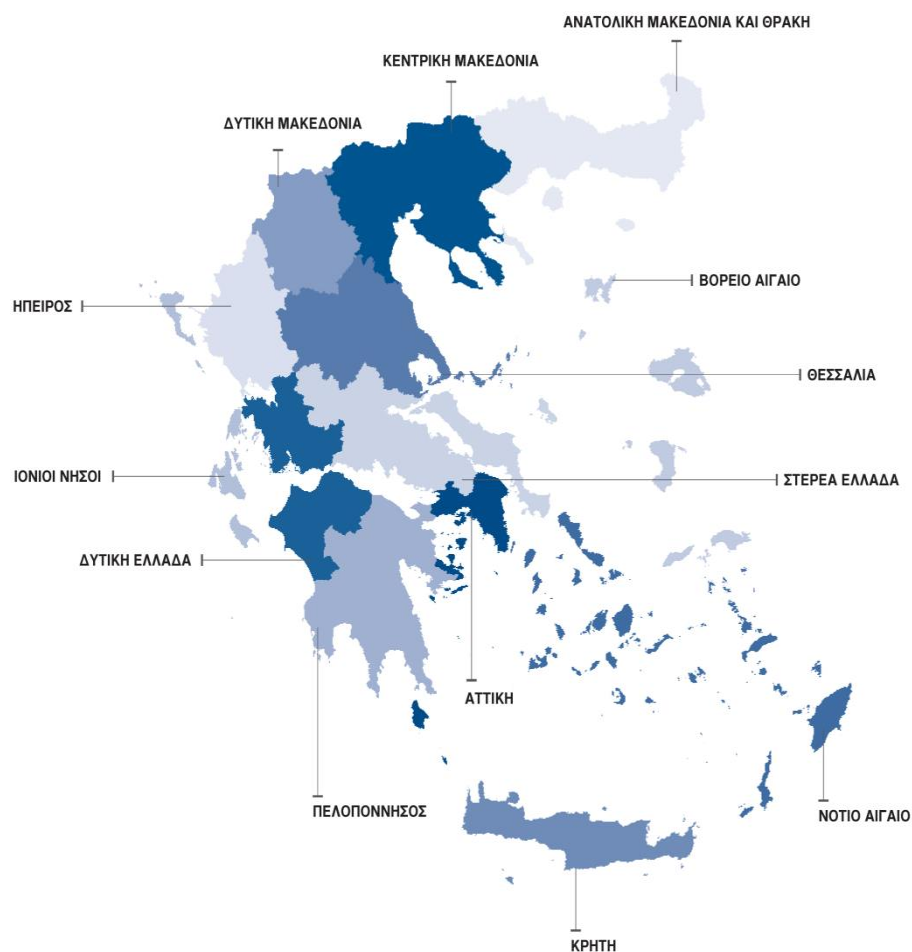 ΑΝΑΤΟΛΙΚΗ ΜΑΚΕΔΟΝΙΑ ΚΑΙ ΘΡΑΚΗ
ΚΕΝΤΡΙΚΗ ΜΑΚΕΔΟΝΙΑ
ΔΥΤΙΚΗ ΜΑΚΕΔΟΝΙΑ
ΒΟΡΕΙΟ ΑΙΓΑΙΟ
ΗΠΕΙΡΟΣ
ΘΕΣΣΑΛΙΑ
ΙΟΝΙΟΙ ΝΗΣΟΙ
ΣΤΕΡΕΑ ΕΛΛΑΔΑ
ΔΥΤΙΚΗ ΕΛΛΑΔΑ
ΑΤΤΙΚΗ
ΠΕΛΟΠΟΝΝΗΣΟΣ
ΝΟΤΙΟ ΑΙΓΑΙΟ
ΚΡΗΤΗ